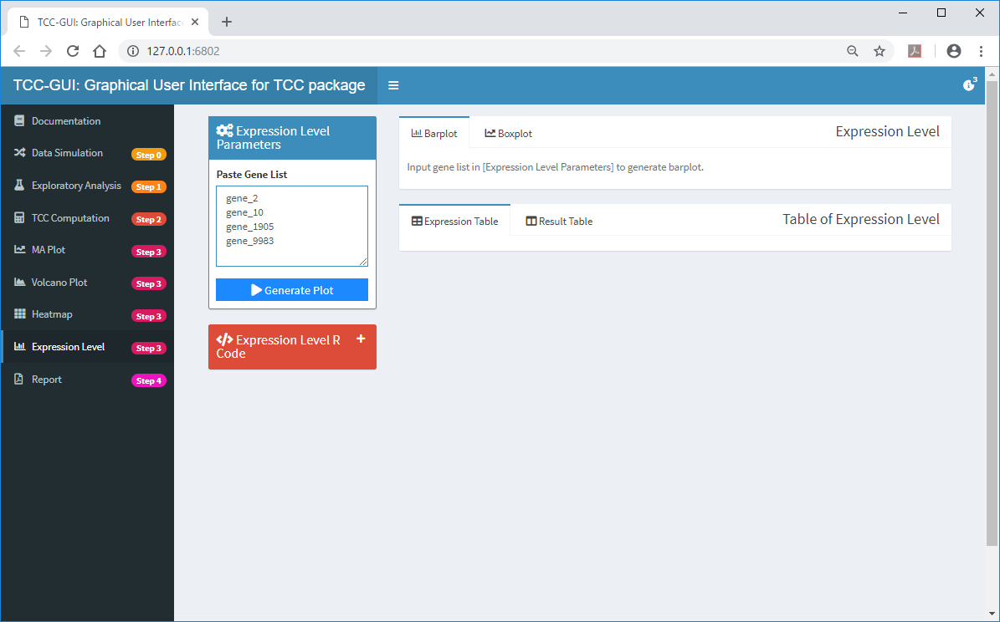 TCC-GUI: Graphical User Interfac
127.0.0.1:6802
TCC-GUI: Graphical User Interface for TCC package
3
Documentation
Data Simulation Step 0
Exploratory Analysis Step 1
TCC Computation Step 2
MA Plot Step 3
Volcano Plot Step 3
Heatmap Step 3
Expression Level Step 3
Report Step 4
Expression Level
Parameters
Paste Gene List
gene_2
gene_10
gene_1905
gene_9983
Generate Plot
Expression Level R
Code
Barplot Boxplot Expression Level
Input gene list in [Expression Level Parameters] to generate barplot.
Expression Table Result Table Table of Expression Level